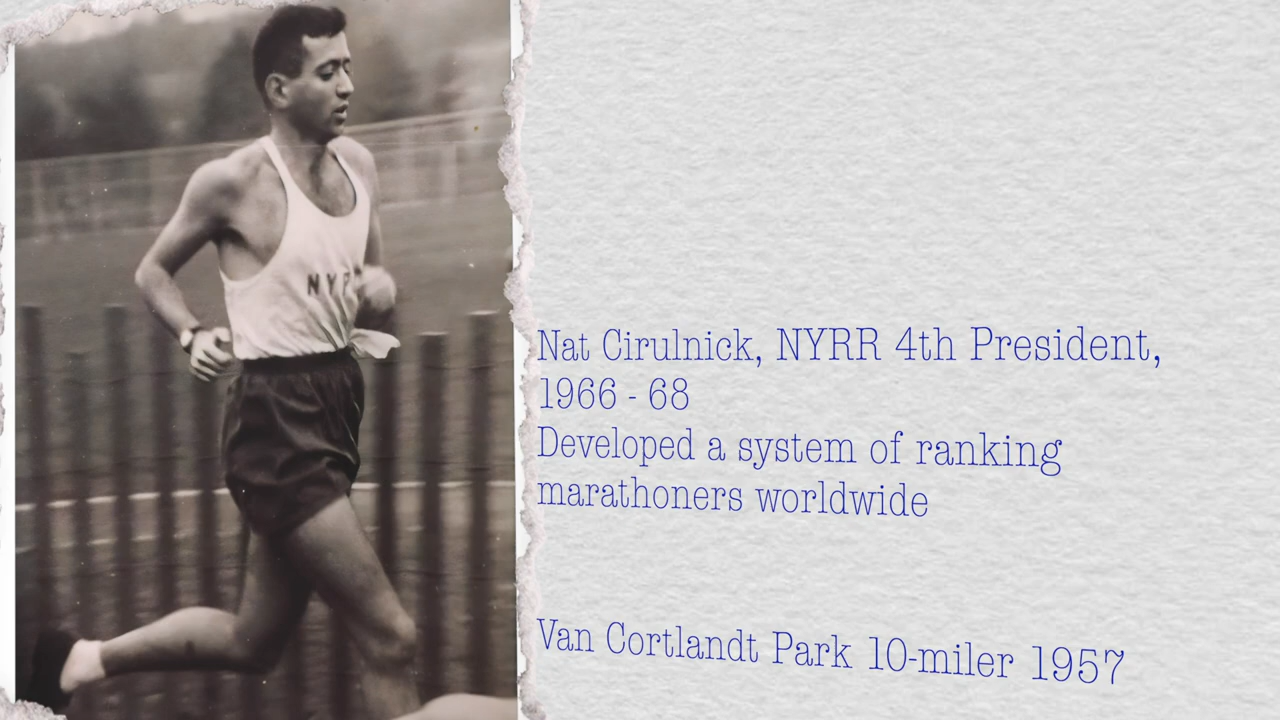 NYP
Nat Cirulnick, NYRR 4th President,
1966 - 68
Developed a system of ranking
marathoners worldwide
Van Cortlandt Park 10-miler 1957